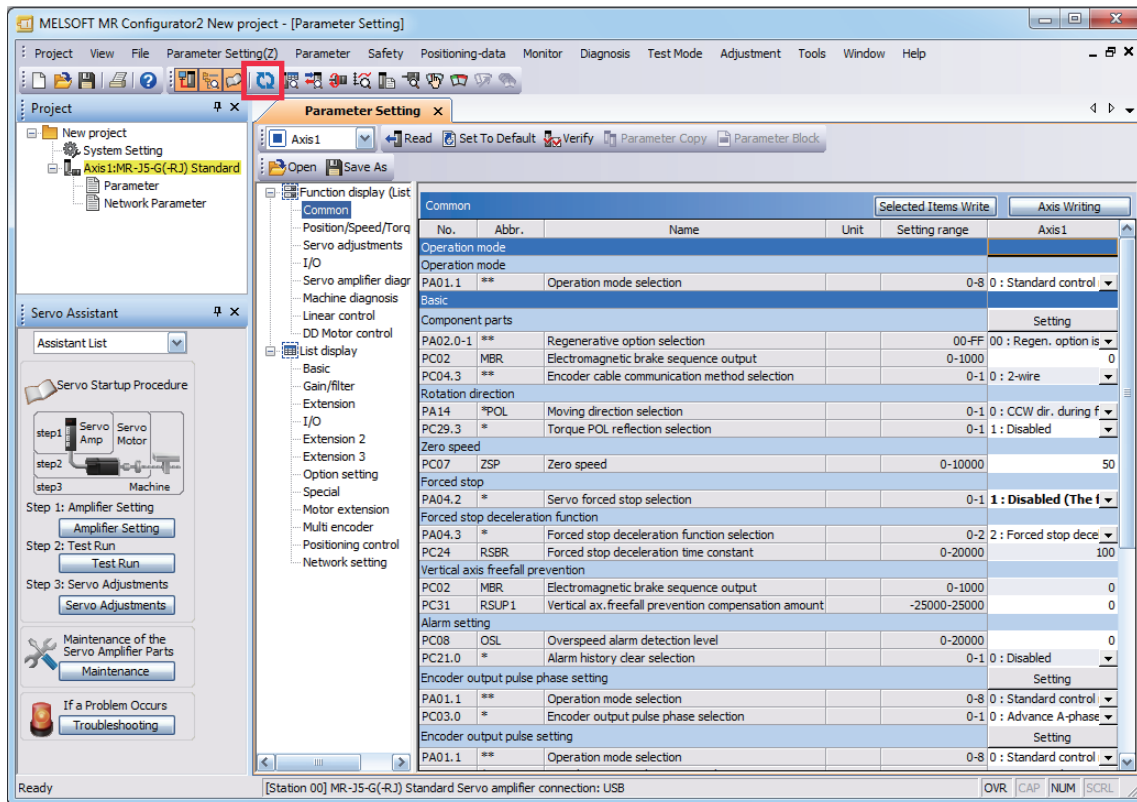 MELSOFT MR Configurator2 New project - [Parameter Setting]
Project View File Parameter Setting(Z) Parameter Safety Positioning-data Monitor Diagnosis Test Mode Adjustment Tools Window Help
Project
New project
System Setting
Axis1:MR-J5-G(-RJ) Standard
Parameter
Network Parameter
Servo Assistant
Assistant List
Servo Startup Procedure
step1 Servo Amp Servo Motor
step2
step3 Machine
Step 1: Amplifier Setting
Amplifier Setting
Step 2: Test Run
Test Run
Step 3: Servo Adjustments
Servo Adjustments
Maintenance of the
Servo Amplifier Parts
Maintenance
If a Problem Occurs
Troubleshooting
Parameter Setting
Axis1 Read Set To Default Verify Parameter Copy Parameter Block
Open Save As
Function display (List
Common
Position/Speed/Torq
Servo adjustments
I/O
Servo amplifier diagr
Machine diagnosis
Linear control
DD Motor control
List display
Basic
Gain/filter
Extension
I/O
Extension 2
Extension 3
Option setting
Special
Motor extension
Multi encoder
Positioning control
Network setting
Common Selected Items Write Axis Writing
No. Abbr. Name Unit Setting range Axis1
Operation mode
Operation mode
PA01.1 ** Operation mode selection 0-8 0 : Standard control
Basic
Component parts Setting
PA02.0-1 ** Regenerative option selection 00-FF 00 : Regen. option is
PC02 MBR Electromagnetic brake sequence output 0-1000 0
PC04.3 ** Encoder cable communication method selection 0-1 0 : 2-wire
Rotation direction
PA14 *POL Moving direction selection 0-1 0 : CCW dir. during f
PC29.3 * Torque POL reflection selection 0-1 1 : Disabled
Zero speed
PC07 ZSP Zero speed 0-10000 50
Forced stop
PA04.2 * Servo forced stop selection 0-1 1 : Disabled (The f
Forced stop deceleration function
PA04.3 * Forced stop deceleration function selection 0-2 2 : Forced stop dece
PC24 RSBR Forced stop deceleration time constant 0-20000 100
Vertical axis freefall prevention
PC02 MBR Electromagnetic brake sequence output 0-1000 0
PC31 RSUP1 Vertical ax.freefall prevention compensation amount -25000-25000 0
Alarm setting
PC08 OSL Overspeed alarm detection level 0-20000 0
PC21.0 * Alarm history clear selection 0-1 0 : Disabled
Encoder output pulse phase setting Setting
PA01.1 ** Operation mode selection 0-8 0 : Standard control
PC03.0 * Encoder output pulse phase selection 0-1 0 : Advance A-phase
Encoder output pulse setting Setting
PA01.1 ** Operation mode selection 0-8 0 : Standard control
Ready [Station 00] MR-J5-G(-RJ) Standard Servo amplifier connection: USB OVR CAP NUM SCRL